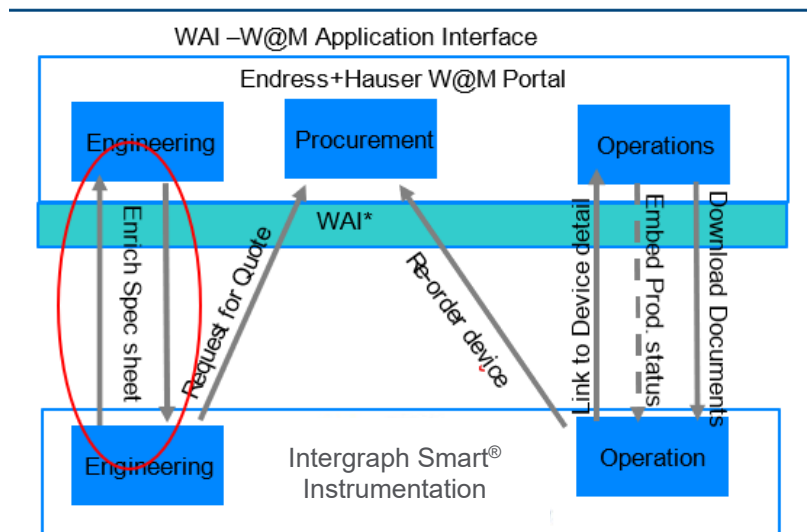 WAI –W@M Application Interface
Endress+Hauser W@M Portal
Engineering
Procurement
Operations
WAI*
Enrich Spec sheet
Request for Quote
Re-order device
Link to Device detail
Embed Prod. status
Download Documents
Engineering
Intergraph Smart®
Instrumentation
Operation